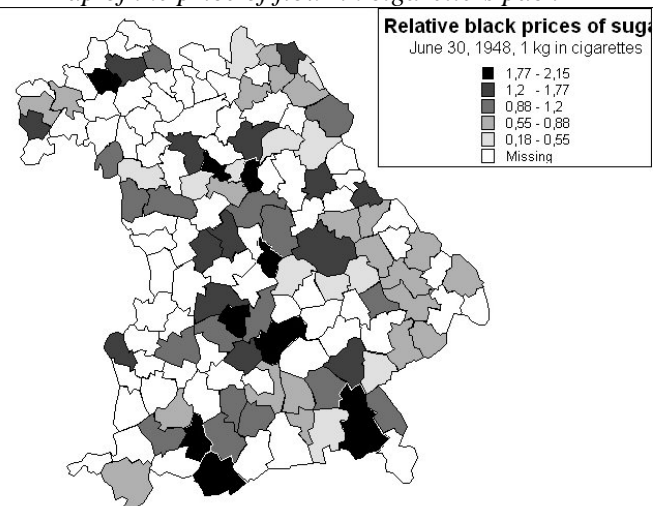 Relative black prices of suga
June 30, 1948, 1 kg in cigarettes
1,77 - 2,15
1,2 - 1,77
0,88 - 1,2
0,55 - 0,88
0,18 - 0,55
Missing